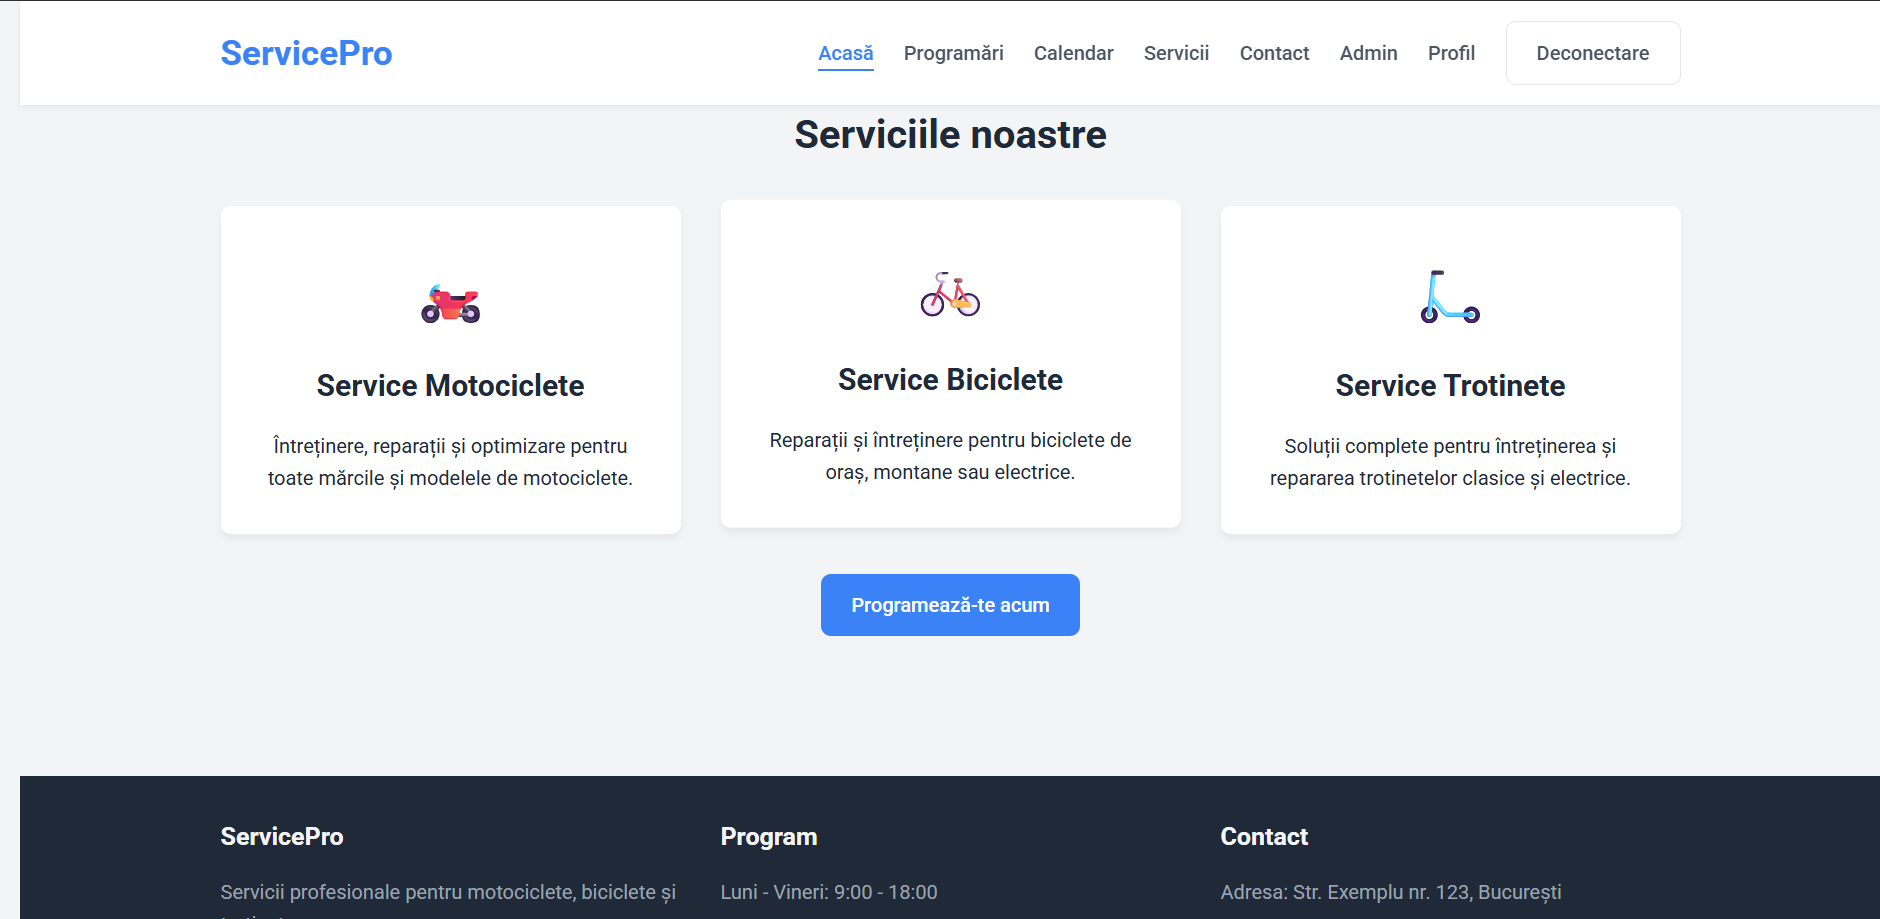 ServicePro
Acasă
Programări
Calendar
Servicii
Contact
Admin
Profil
Deconectare
Serviciile noastre
Service Motociclete
Întreținere, reparații și optimizare pentru
toate mărcile și modelele de motociclete.
Service Biciclete
Reparații și întreținere pentru biciclete de
oraș, montane sau electrice.
Service Trotinete
Soluții complete pentru întreținerea și
repararea trotinetelor clasice și electrice.
Programează-te acum
ServicePro
Servicii profesionale pentru motociclete, biciclete și
Program
Luni - Vineri: 9:00 - 18:00
Contact
Adresa: Str. Exemplu nr. 123, București